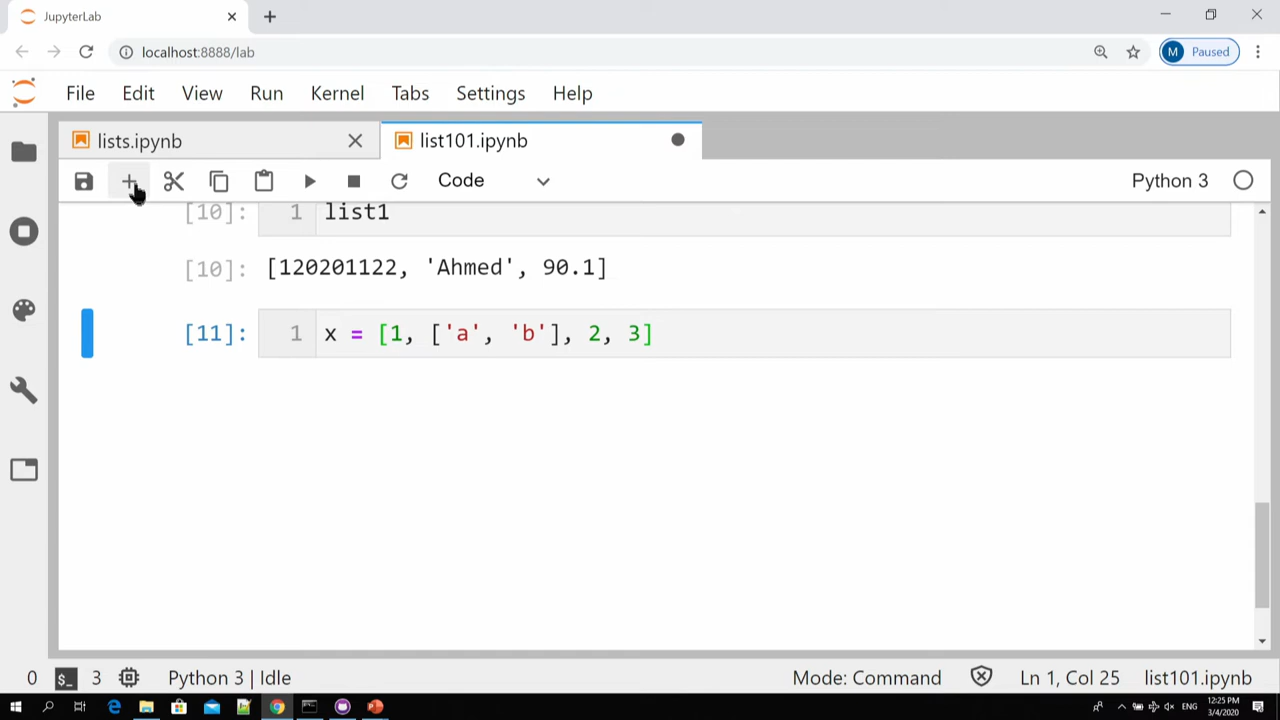 JupyterLab
localhost:8888/lab
M Paused
File Edit View Run Kernel Tabs Settings Help
lists.ipynb
list101.ipynb
Code
Python 3
[10]: 1 list1
[10]: [120201122, 'Ahmed', 90.1]
[11]: 1 x = [1, ['a', 'b'], 2, 3]
0 $_ 3 Python 3 | Idle
Mode: Command Ln 1, Col 25 list101.ipynb
ENG
12:25 PM
3/4/2020